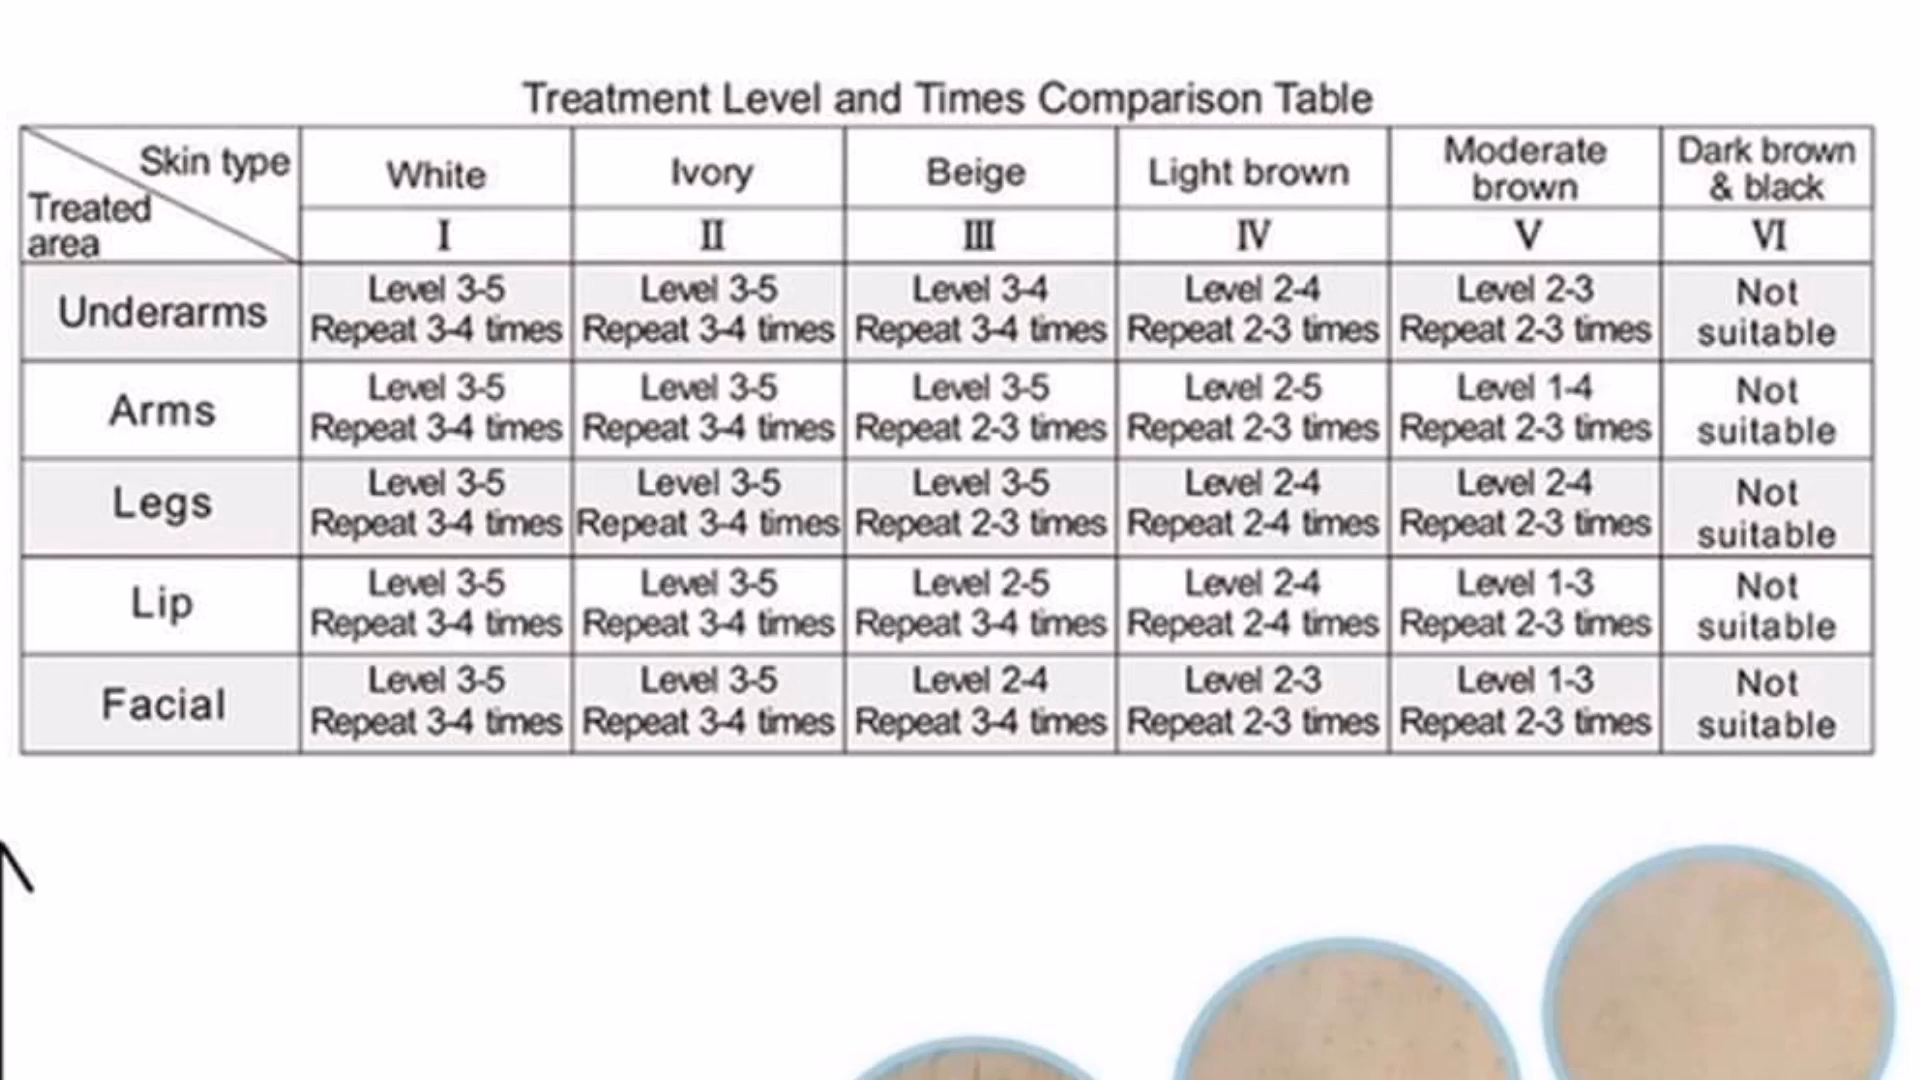 Treatment Level and Times Comparison Table
Skin type
Treated
area
White
Ivory
Beige
Light brown
Moderate
brown
Dark brown
& black
I
II
III
IV
V
VI
Underarms
Level 3-5
Repeat 3-4 times
Level 3-5
Repeat 3-4 times
Level 3-4
Repeat 3-4 times
Level 2-4
Repeat 2-3 times
Level 2-3
Repeat 2-3 times
Not
suitable
Arms
Level 3-5
Repeat 3-4 times
Level 3-5
Repeat 3-4 times
Level 3-5
Repeat 2-3 times
Level 2-5
Repeat 2-3 times
Level 1-4
Repeat 2-3 times
Not
suitable
Legs
Level 3-5
Repeat 3-4 times
Level 3-5
Repeat 3-4 times
Level 3-5
Repeat 2-3 times
Level 2-4
Repeat 2-4 times
Level 2-4
Repeat 2-3 times
Not
suitable
Lip
Level 3-5
Repeat 3-4 times
Level 3-5
Repeat 3-4 times
Level 2-5
Repeat 3-4 times
Level 2-4
Repeat 2-4 times
Level 1-3
Repeat 2-3 times
Not
suitable
Facial
Level 3-5
Repeat 3-4 times
Level 3-5
Repeat 3-4 times
Level 2-4
Repeat 3-4 times
Level 2-3
Repeat 2-3 times
Level 1-3
Repeat 2-3 times
Not
suitable